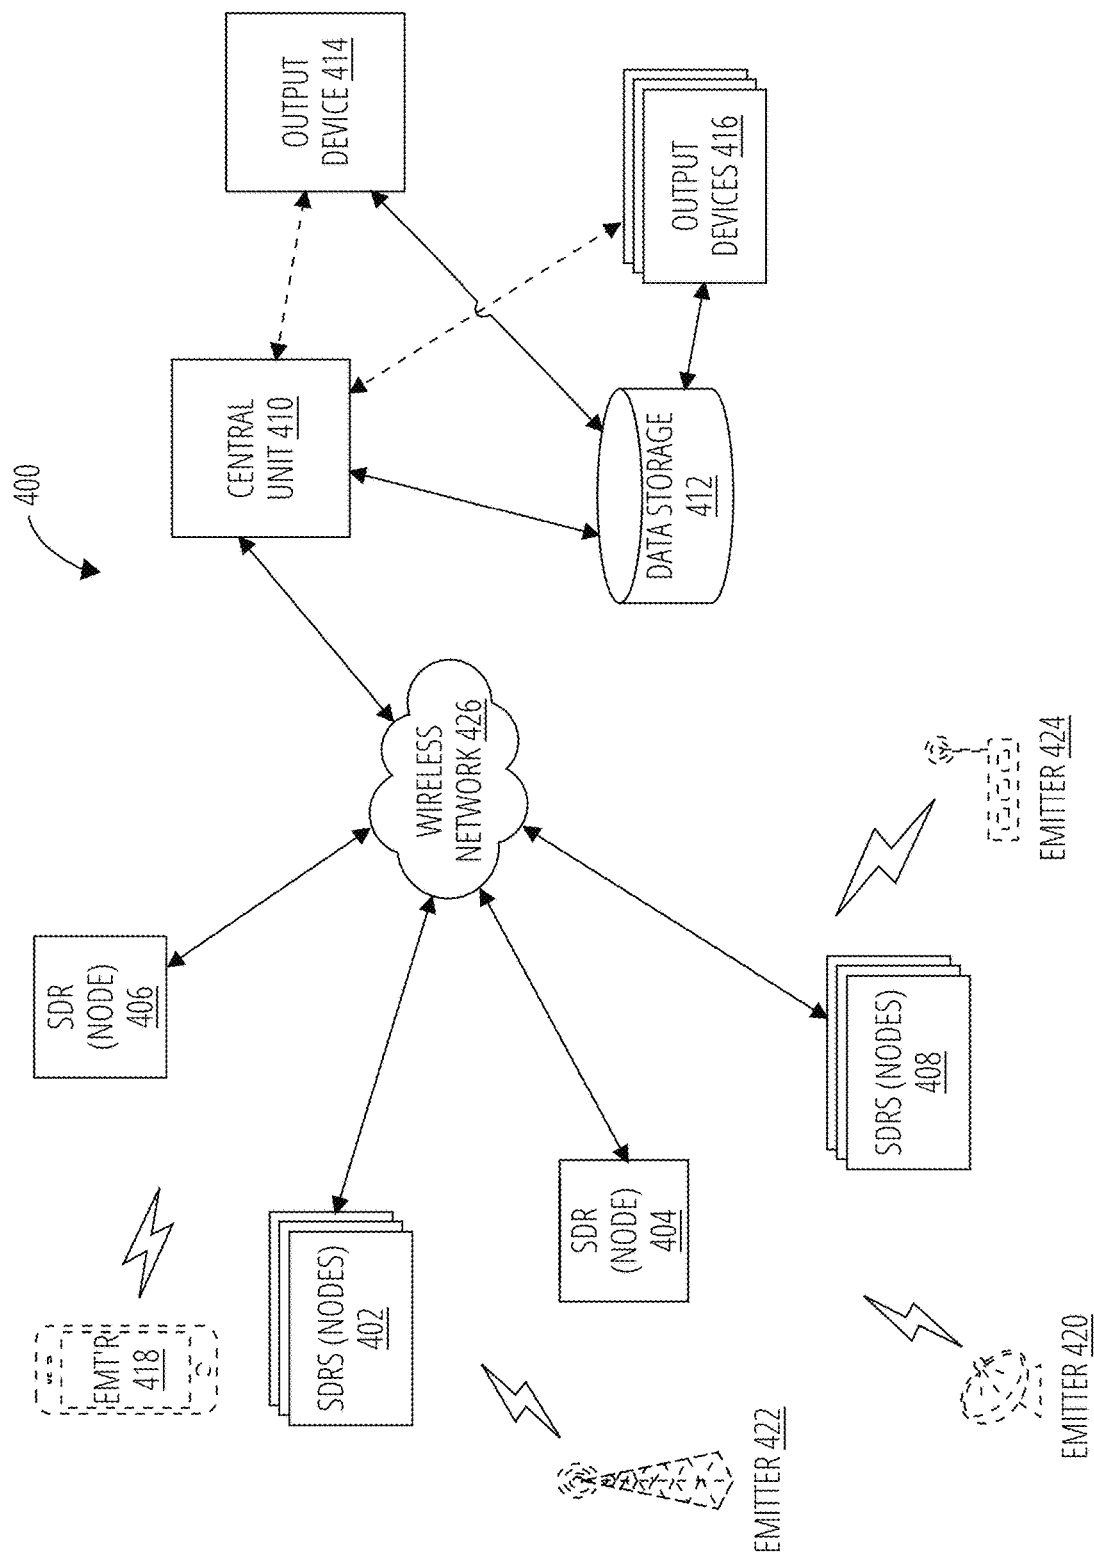 400
EMT'R
418
SDR
(NODE)
406
SDRS (NODES)
402
EMITTER 422
SDR
(NODE)
404
EMITTER 420
SDRS (NODES)
408
EMITTER 424
WIRELESS
NETWORK 426
CENTRAL
UNIT 410
DATA STORAGE
412
OUTPUT
DEVICE 414
OUTPUT
DEVICES 416